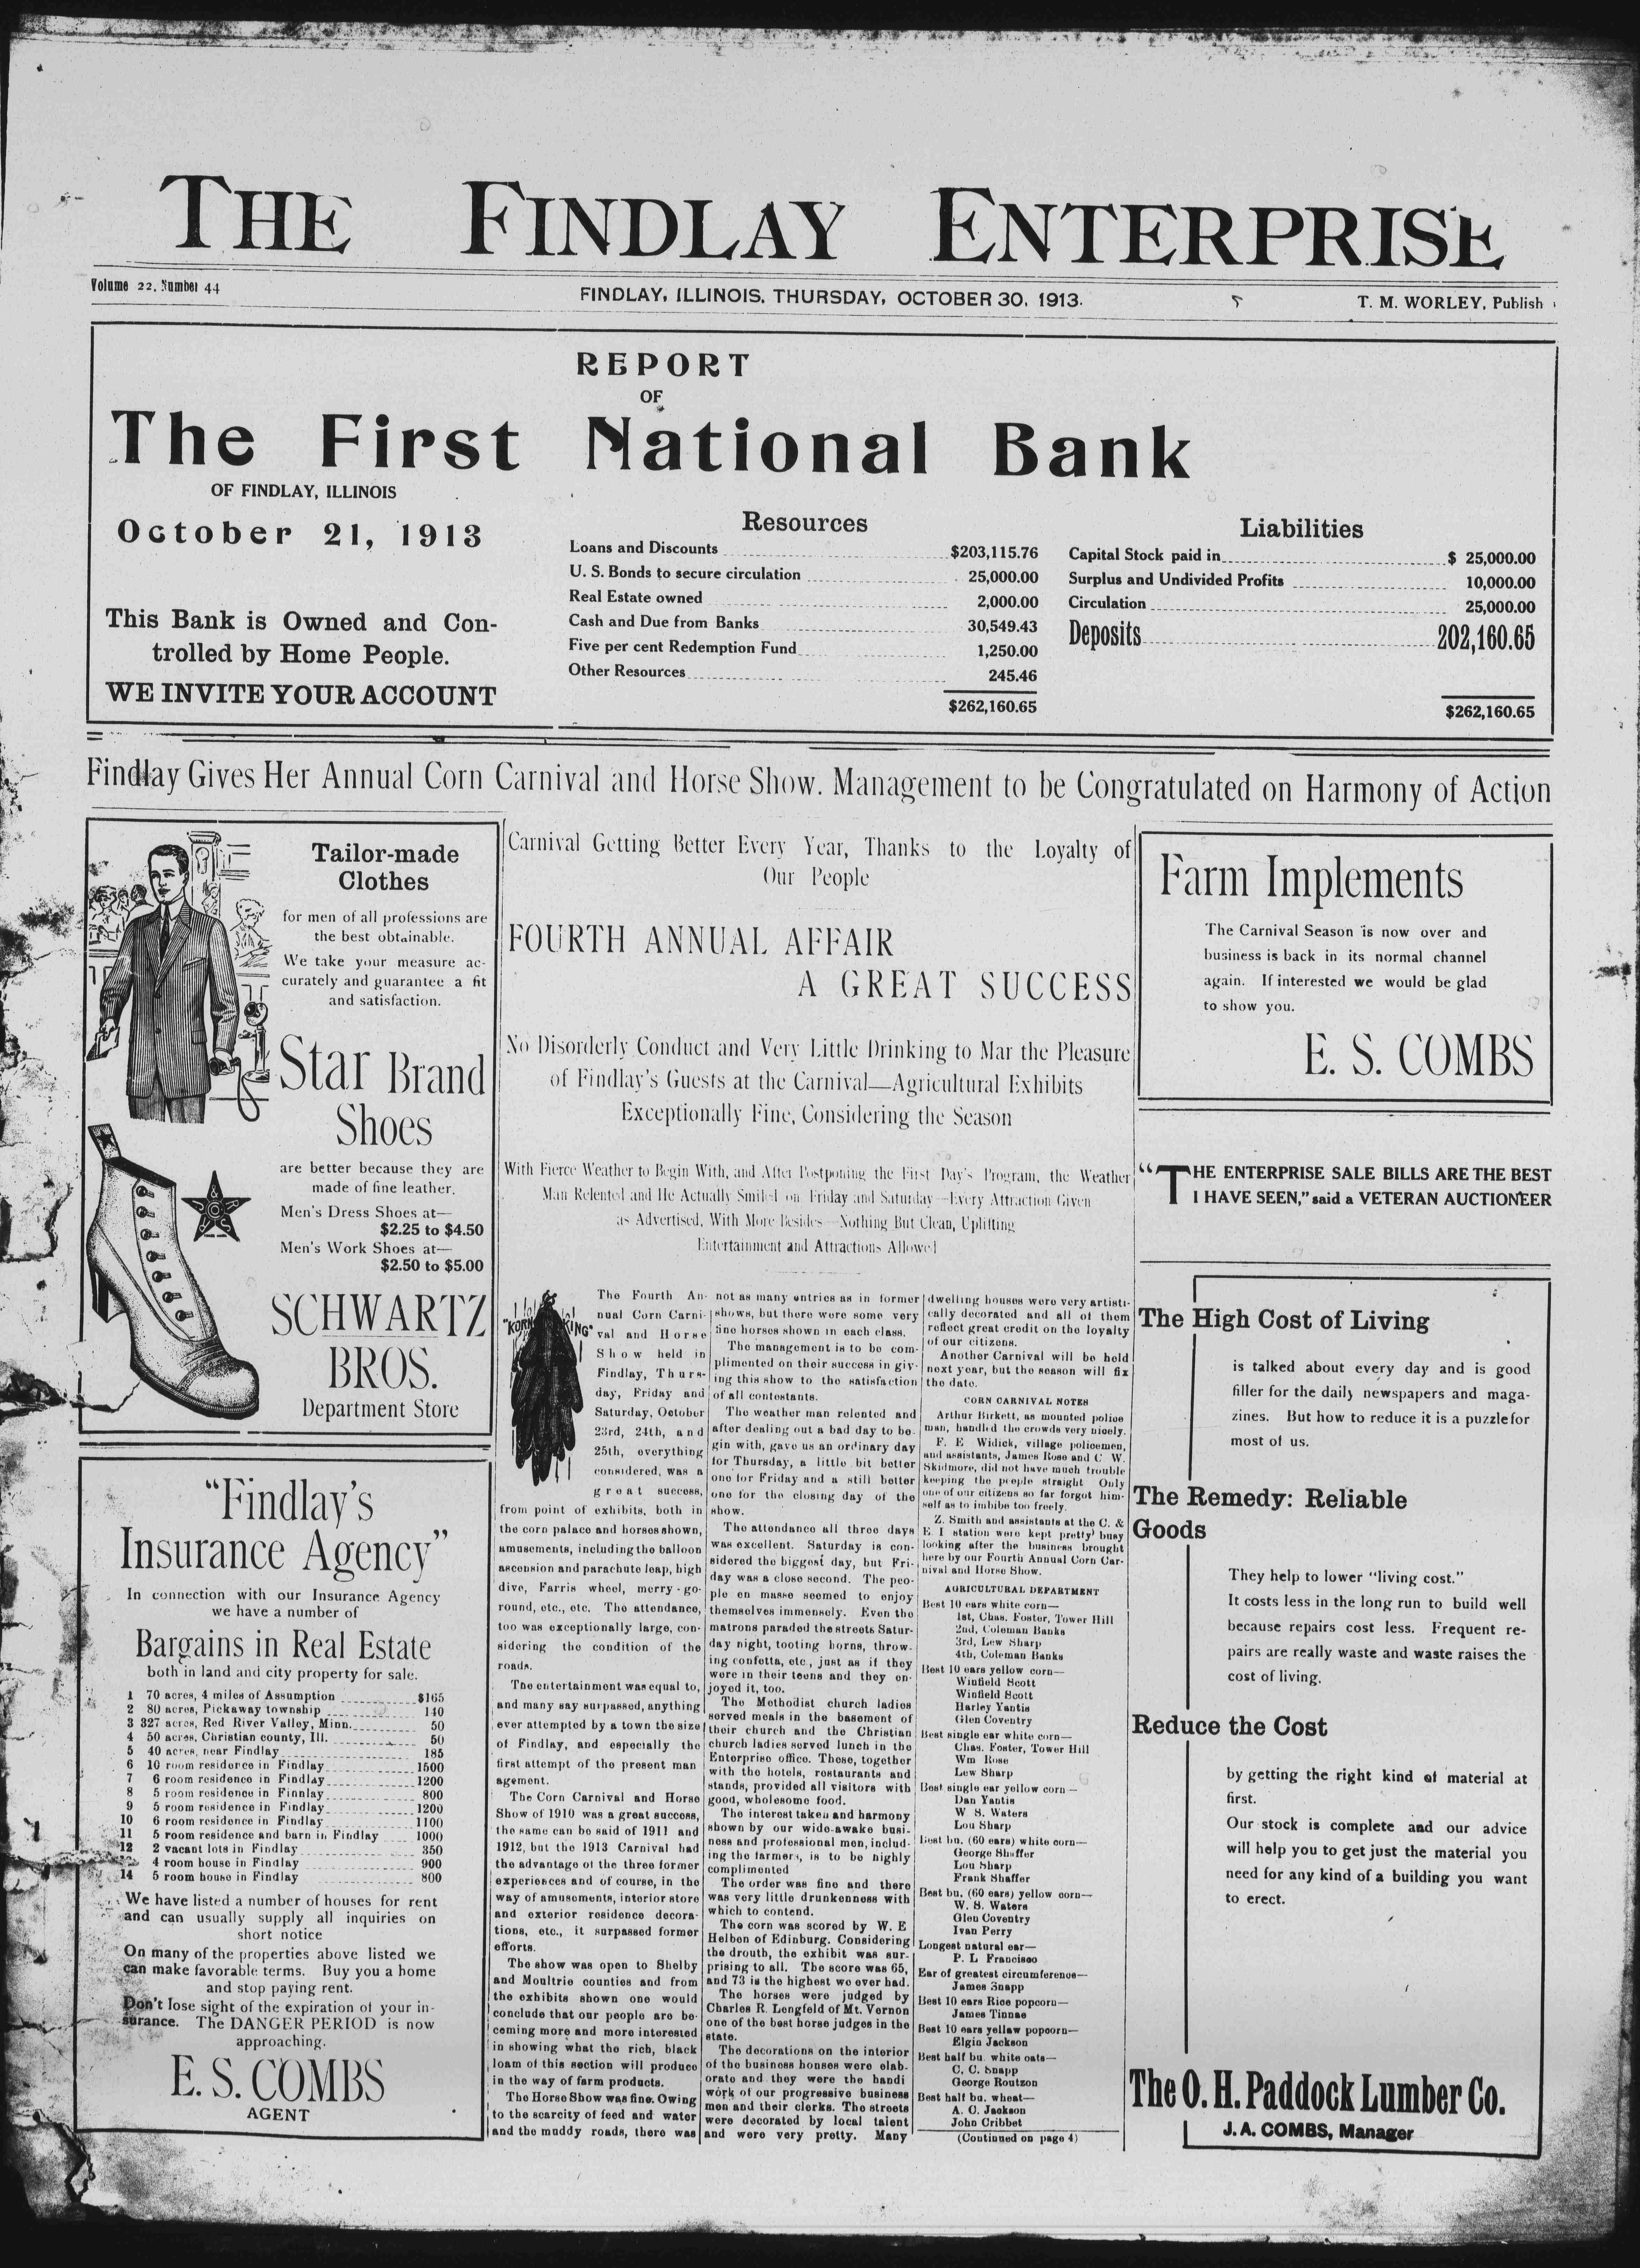 THE FINDLAY ENTERPRISE
Volume 22, Number 44
FINDLAY, ILLINOIS, THURSDAY, OCTOBER 30, 1913.
T. M. WORLEY, Publish
REPORT
OF
The First National Bank
OF FINDLAY, ILLINOIS
October 21, 1913
This Bank is Owned and Con-
trolled by Home People.
WE INVITE YOUR ACCOUNT
Resources
Loans and Discounts $203,115.76
U. S. Bonds to secure circulation 25,000.00
Real Estate owned 2,000.00
Cash and Due from Banks 30,549.43
Five per cent Redemption Fund 1,250.00
Other Resources 245.46
$262,160.65
Liabilities
Capital Stock paid in $ 25,000.00
Surplus and Undivided Profits 10,000.00
Circulation 25,000.00
Deposits 202,160.65
$262,160.65
Findlay Gives Her Annual Corn Carnival and Horse Show. Management to be Congratulated on Harmony of Action
Tailor-made
Clothes
for men of all professions are
the best obtainable.
We take your measure ac-
curately and guarantee a fit
and satisfaction.
Star Brand
Shoes
are better because they are
made of fine leather.
Men's Dress Shoes at—
$2.25 to $4.50
Men's Work Shoes at—
$2.50 to $5.00
SCHWARTZ
BROS.
Department Store
"Findlay's
Insurance Agency"
In connection with our Insurance Agency
we have a number of
Bargains in Real Estate
both in land and city property for sale.
1 70 acres, 4 miles of Assumption $165
2 80 acres, Pickaway township 140
3 327 acres, Red River Valley, Minn. 50
4 50 acres, Christian county, Ill. 50
5 40 acres, near Findlay 185
6 10 room residence in Findlay 1500
7 6 room residence in Findlay 1200
8 5 room residence in Finnlay 800
9 5 room residence in Findlay 1200
10 6 room residence in Findlay 1100
11 5 room residence and barn in Findlay 1000
12 2 vacant lots in Findlay 350
4 room house in Findlay 900
14 5 room house in Findlay 800
We have listed a number of houses for rent
and can usually supply all inquiries on
short notice
On many of the properties above listed we
can make favorable terms. Buy you a home
and stop paying rent.
Don't lose sight of the expiration of your in-
surance. The DANGER PERIOD is now
approaching.
E. S. COMBS
AGENT
Carnival Getting Better Every Year, Thanks to the Loyalty of
Our People
FOURTH ANNUAL AFFAIR
A GREAT SUCCESS
No Disorderly Conduct and Very Little Drinking to Mar the Pleasure
of Findlay's Guests at the Carnival—Agricultural Exhibits
Exceptionally Fine, Considering the Season
With Fierce Weather to Begin With, and After Postponing the First Day's Program, the Weather
Man Relented and He Actually Smiled on Friday and Saturday—Every Attraction Given
as Advertised, With More Besides—Nothing But Clean, Uplifting
Entertainment and Attractions Allowed
"KORN KING"
The Fourth An-
nual Corn Carni-
val and Horse
Show held in
Findlay, Thurs-
day, Friday and
Saturday, October
23rd, 24th, and
25th, everything
considered, was a
great success,
from point of exhibits, both in
the corn palace and horses shown,
amusements, including the balloon
ascension and parachute leap, high
dive, Farris wheel, merry-go-
round, etc., etc. The attendance,
too was exceptionally large, con-
sidering the condition of the
roads.
The entertainment was equal to,
and many say surpassed, anything
ever attempted by a town the size
of Findlay, and especially the
first attempt of the present man
agement.
The Corn Carnival and Horse
Show of 1910 was a great success,
the same can be said of 1911 and
1912, but the 1913 Carnival had
the advantage of the three former
experiences and of course, in the
way of amusements, interior store
and exterior residence decora-
tions, etc., it surpassed former
efforts.
The show was open to Shelby
and Moultrie counties and from
the exhibits shown one would
conclude that our people are be-
coming more and more interested
in showing what the rich, black
loam of this section will produce
in the way of farm products.
The Horse Show was fine. Owing
to the scarcity of feed and water
and the muddy roads, there was
not as many entries as in former
shows, but there were some very
fine horses shown in each class.
The management is to be com-
plimented on their success in giv-
ing this show to the satisfaction
of all contestants.
The weather man relented and
after dealing out a bad day to be-
gin with, gave us an ordinary day
for Thursday, a little bit better
one for Friday and a still better
one for the closing day of the
show.
The attendance all three days
was excellent. Saturday is con-
sidered the biggest day, but Fri-
day was a close second. The peo-
ple en masse seemed to enjoy
themselves immensely. Even the
matrons paraded the streets Satur-
day night, tooting horns, throw-
ing confetta, etc., just as if they
were in their teens and they en-
joyed it, too.
The Methodist church ladies
served meals in the basement of
their church and the Christian
church ladies served lunch in the
Enterprise office. These, together
with the hotels, restaurants and
stands, provided all visitors with
good, wholesome food.
The interest taken and harmony
shown by our wide-awake busi-
ness and professional men, includ-
ing the farmers, is to be highly
complimented
The order was fine and there
was very little drunkenness with
which to contend.
The corn was scored by W. E
Helben of Edinburg. Considering
the drouth, the exhibit was sur-
prising to all. The score was 65,
and 73 is the highest we ever had.
The horses were judged by
Charles R. Longfeld of Mt. Vernon
one of the best horse judges in the
state.
The decorations on the interior
of the business houses were elab-
orate and they were the handi
work of our progressive business
men and their clerks. The streets
were decorated by local talent
and were very pretty. Many
dwelling houses were very artisti-
cally decorated and all of them
reflect great credit on the loyalty
of our citizens.
Another Carnival will be held
next year, but the season will fix
the date.
CORN CARNIVAL NOTES
Arthur Birkett, as mounted police
man, handled the crowds very nicely.
F. E Widick, village policemen,
and assistants, James Rose and C W.
Skidmore, did not have much trouble
keeping the people straight Only
one of our citizens so far forgot him-
self as to imbibe too freely.
Z. Smith and assistants at the C. &
E. I station were kept pretty busy
looking after the business brought
here by our Fourth Annual Corn Car-
nival and Horse Show.
AGRICULTURAL DEPARTMENT
Best 10 ears white corn—
1st, Chas. Foster, Tower Hill
2nd, Coleman Banks
3rd, Lew Sharp
4th, Coleman Banks
Best 10 ears yellow corn—
Winfield Scott
Winfield Scott
Harley Yantis
Glen Coventry
Best single ear white corn—
Chas. Foster, Tower Hill
Wm Rose
Lew Sharp
Best single ear yellow corn—
Dan Yantis
W. S. Waters
Lou Sharp
Best bu. (60 ears) white corn—
George Shaffer
Lou Sharp
Frank Shaffer
Best bu. (60 ears) yellow corn—
W. S. Waters
Glen Coventry
Ivan Perry
Longest natural ear—
P. L Francisco
Ear of greatest circumference—
James Snapp
Best 10 ears Rice popcorn—
James Tinnae
Best 10 ears yellaw popcorn—
Elgin Jackson
Best half bu. white oats—
C. C. Snapp
George Routzon
Best half bu. wheat—
A. C. Jackson
John Cribbet
(Continued on page 4)
Farm Implements
The Carnival Season is now over and
business is back in its normal channel
again. If interested we would be glad
to show you.
E. S. COMBS
"THE ENTERPRISE SALE BILLS ARE THE BEST
I HAVE SEEN," said a VETERAN AUCTIONEER
The High Cost of Living
is talked about every day and is good
filler for the daily newspapers and maga-
zines. But how to reduce it is a puzzle for
most of us.
The Remedy: Reliable
Goods
They help to lower "living cost."
It costs less in the long run to build well
because repairs cost less. Frequent re-
pairs are really waste and waste raises the
cost of living.
Reduce the Cost
by getting the right kind of material at
first.
Our stock is complete and our advice
will help you to get just the material you
need for any kind of a building you want
to erect.
The O. H. Paddock Lumber Co.
J. A. COMBS, Manager